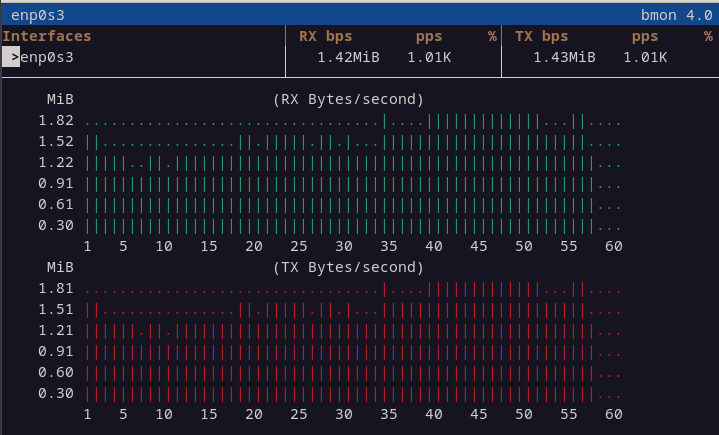 enp0s3 bmon 4.0
Interfaces RX bps pps % TX bps pps %
>enp0s3 1.42MiB 1.01K 1.43MiB 1.01K
MiB (RX Bytes/second)
1.82 .................................|....|||||||||||||...||....
1.52 ||...............||.|||||.||.|...|||||||||||||||||||||||....
1.22 |||||..||.|||||||||||||||||||||||||||||||||||||||||||||||...
0.91 |||||||||||||||||||||||||||||||||||||||||||||||||||||||||...
0.61 |||||||||||||||||||||||||||||||||||||||||||||||||||||||||...
0.30 |||||||||||||||||||||||||||||||||||||||||||||||||||||||||...
1 5 10 15 20 25 30 35 40 45 50 55 60
MiB (TX Bytes/second)
1.81 .................................|....|||||||||||||...||....
1.51 ||...............||.|||||.||.|...|||||||||||||||||||||||....
1.21 ||||||.||.|||||||||||||||||||||||||||||||||||||||||||||||...
0.91 |||||||||||||||||||||||||||||||||||||||||||||||||||||||||...
0.60 |||||||||||||||||||||||||||||||||||||||||||||||||||||||||...
0.30 |||||||||||||||||||||||||||||||||||||||||||||||||||||||||...
1 5 10 15 20 25 30 35 40 45 50 55 60